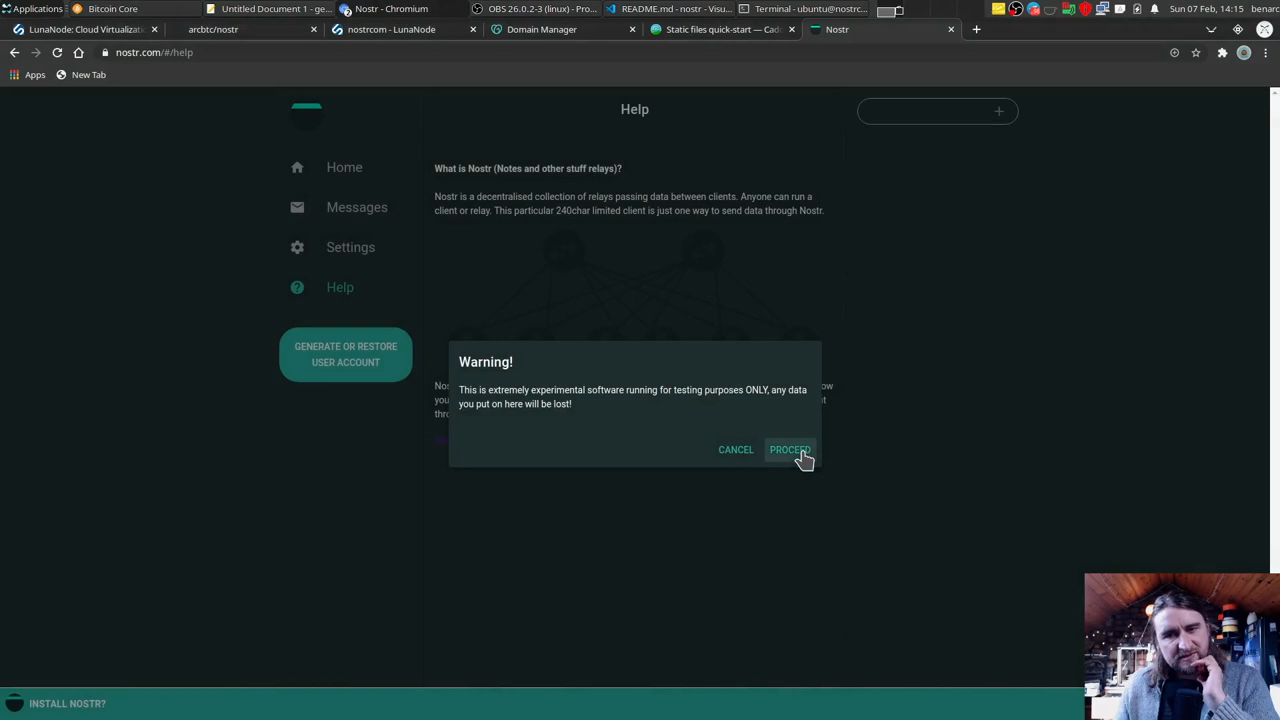 Applications
Bitcoin Core
Untitled Document 1 - ge...
Nostr - Chromium
OBS 26.0.2-3 (linux) - Pro...
README.md - nostr - Visu...
Terminal - ubuntu@nostrc...
Sun 07 Feb, 14:15
benarc
LunaNode: Cloud Virtualizati
arcbtc/nostr
nostrcom - LunaNode
Domain Manager
Static files quick-start — Cad
Nostr
nostr.com/#/help
Apps
New Tab
Help
Home
Messages
Settings
Help
GENERATE OR RESTORE
USER ACCOUNT
What is Nostr (Notes and other stuff relays)?
Nostr is a decentralised collection of relays passing data between clients. Anyone can run a
client or relay. This particular 240char limited client is just one way to send data through Nostr.
Warning!
This is extremely experimental software running for testing purposes ONLY, any data
you put on here will be lost!
CANCEL
PROCEED
INSTALL NOSTR?